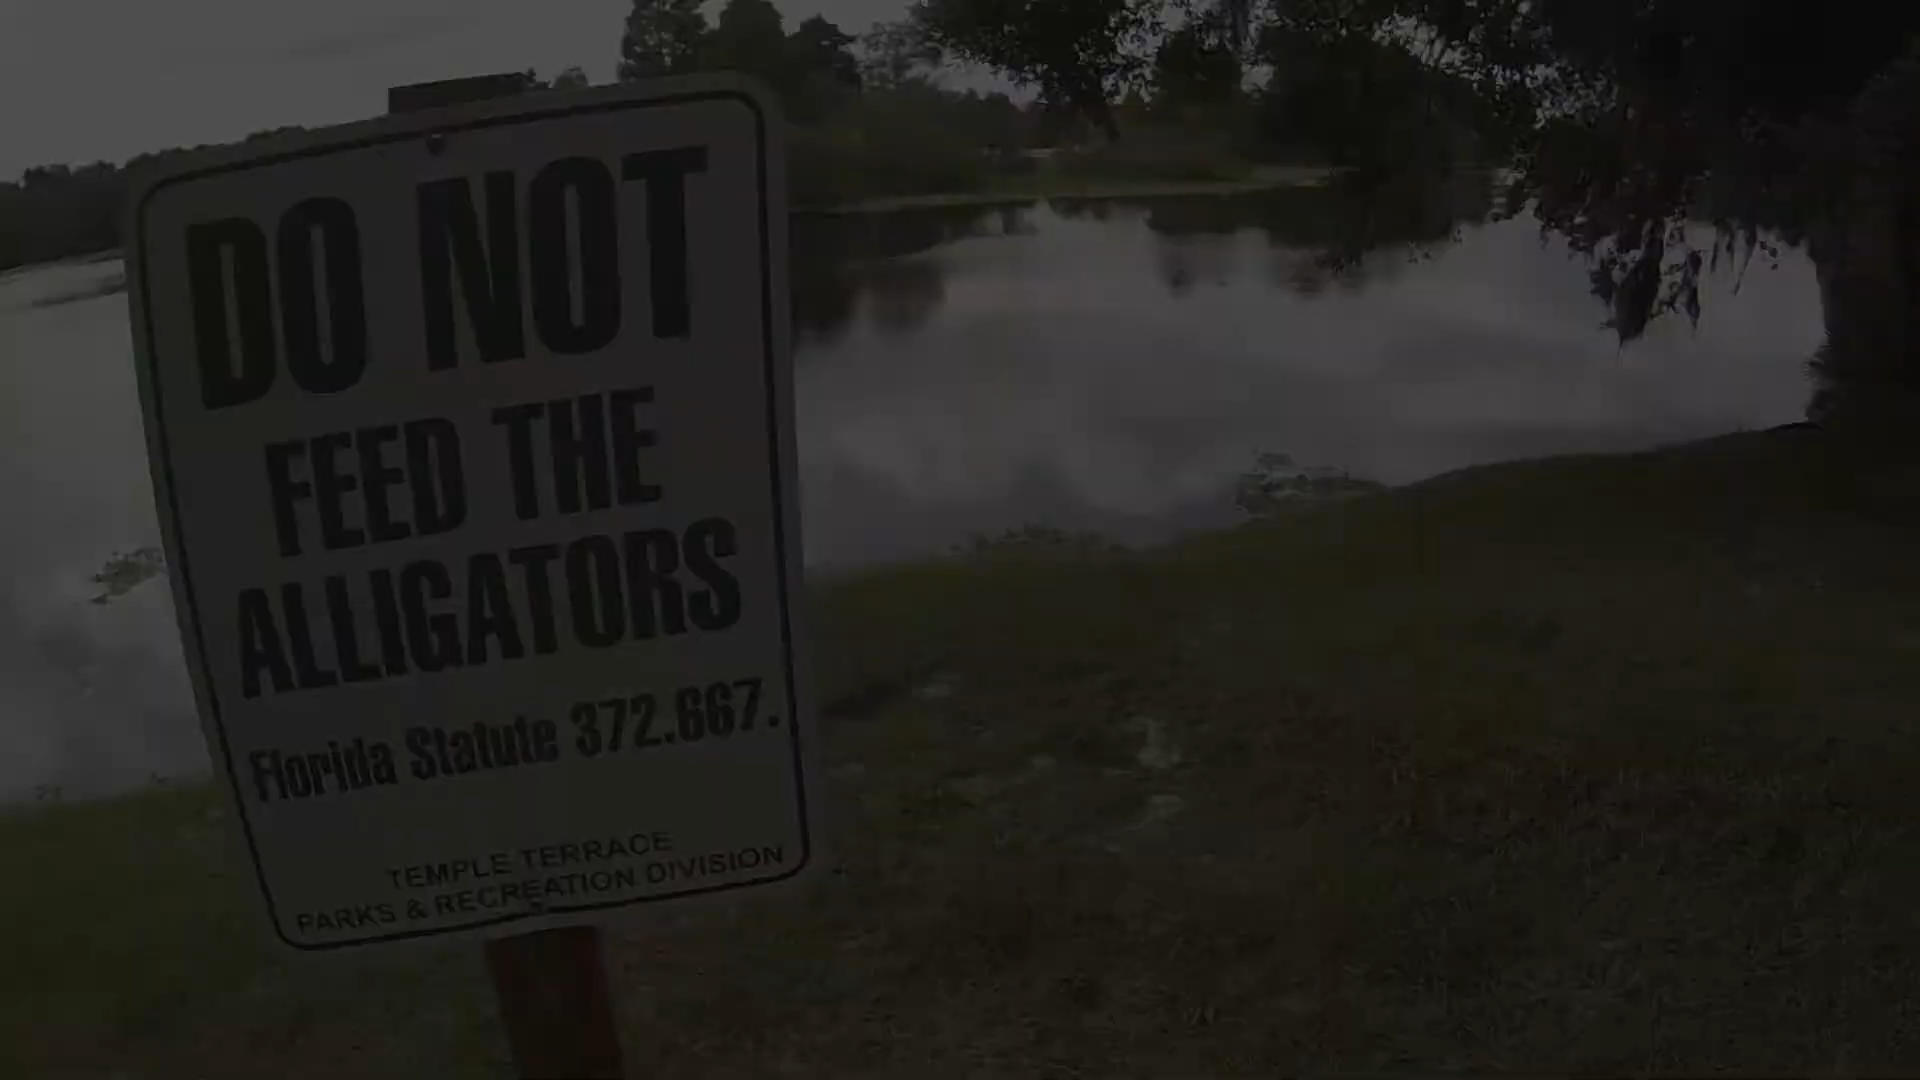 DO NOT
FEED THE
ALLIGATORS
Florida Statute 372.667.
TEMPLE TERRACE
PARKS & RECREATION DIVISION